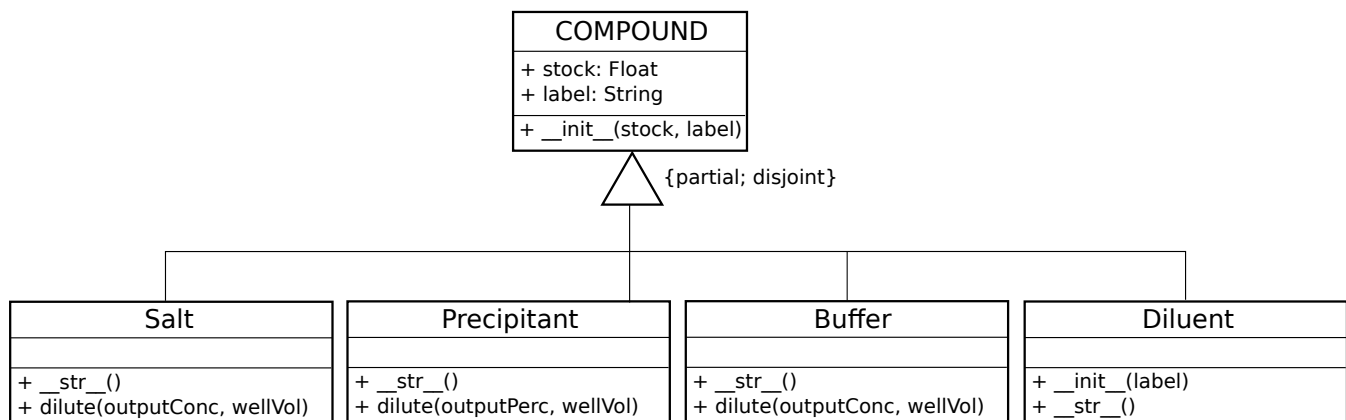 COMPOUND
+ stock: Float
+ label: String
+ __init__(stock, label)
{partial; disjoint}
Salt
+ __str__()
+ dilute(outputConc, wellVol)
Precipitant
+ __str__()
+ dilute(outputPerc, wellVol)
Buffer
+ __str__()
+ dilute(outputConc, wellVol)
Diluent
+ __init__(label)
+ __str__()